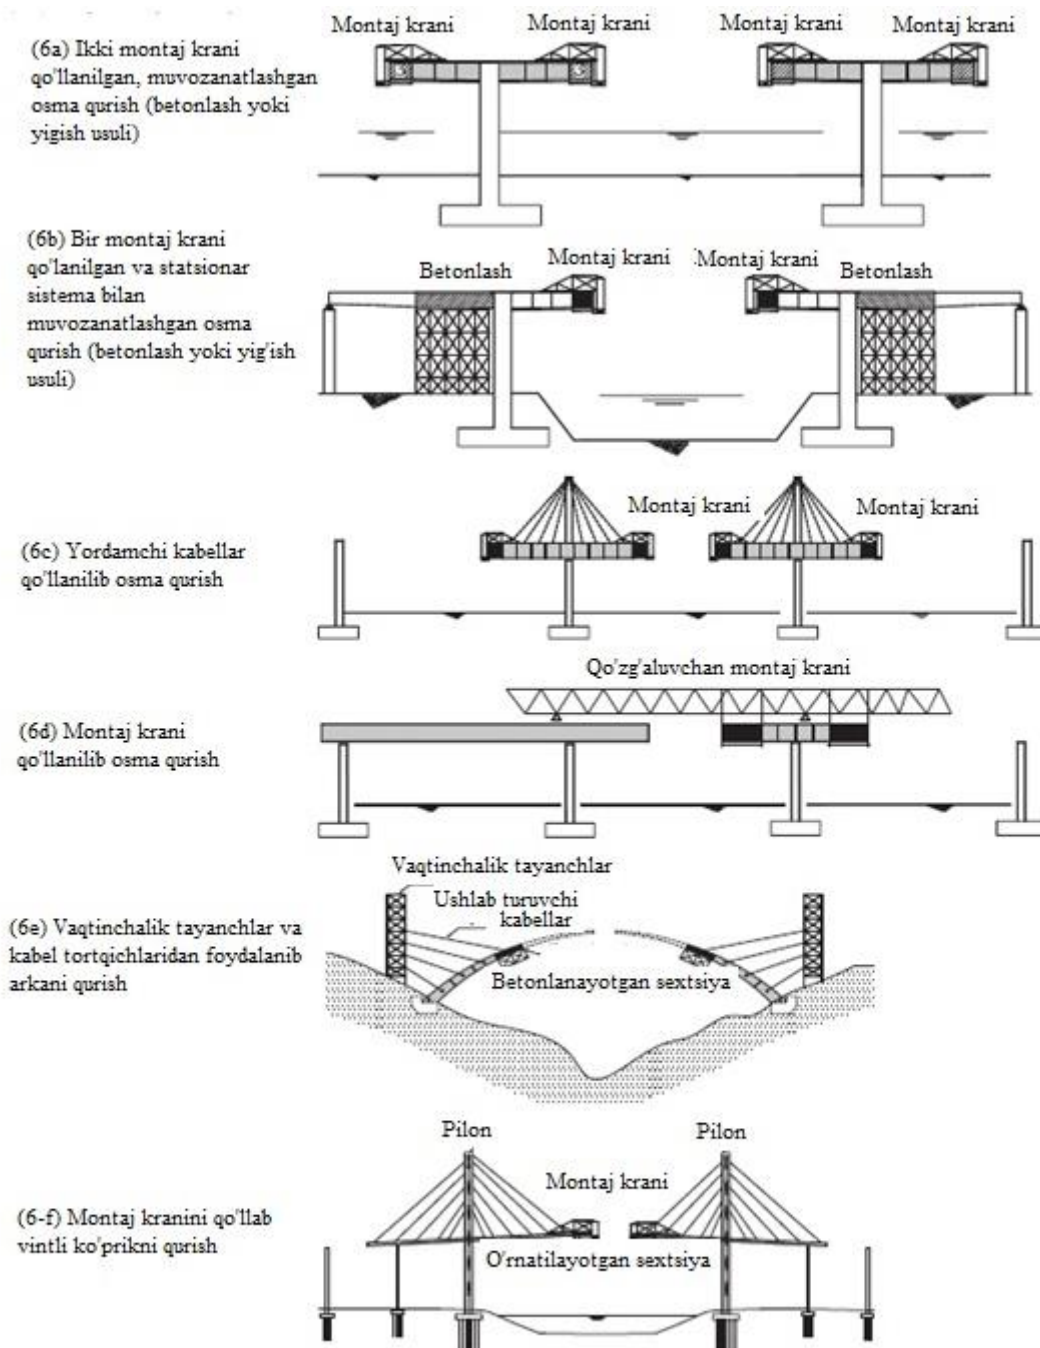 Montaj krani
Montaj krani
Montaj krani
Montaj krani
(6a) Ikki montaj krani
qo'llanilgan, muvozanatlashgan
osma qurish (betonlash yoki
yigish usuli)
(6b) Bir montaj krani
qo'lanilgan va statsionar
sistema bilan
muvozanatlashgan osma
qurish (betonlash yoki yig'ish
usuli)
Betonlash
Montaj krani
Montaj krani
Betonlash
(6c) Yordamchi kabellar
qo'llanilib osma qurish
Montaj krani
Montaj krani
Qo'zg'aluvchan montaj krani
(6d) Montaj krani
qo'llanilib osma qurish
Vaqtinchalik tayanchlar
Ushlab turuvchi
kabellar
(6e) Vaqtinchalik tayanchlar va
kabel tortqichlaridan foydalanib
arkani qurish
Betonlanayotgan sextsiya
Pilon
Pilon
Montaj krani
(6-f) Montaj kranini qo'llab
vintli ko'prikni qurish
O'rnatilayotgan sextsiya